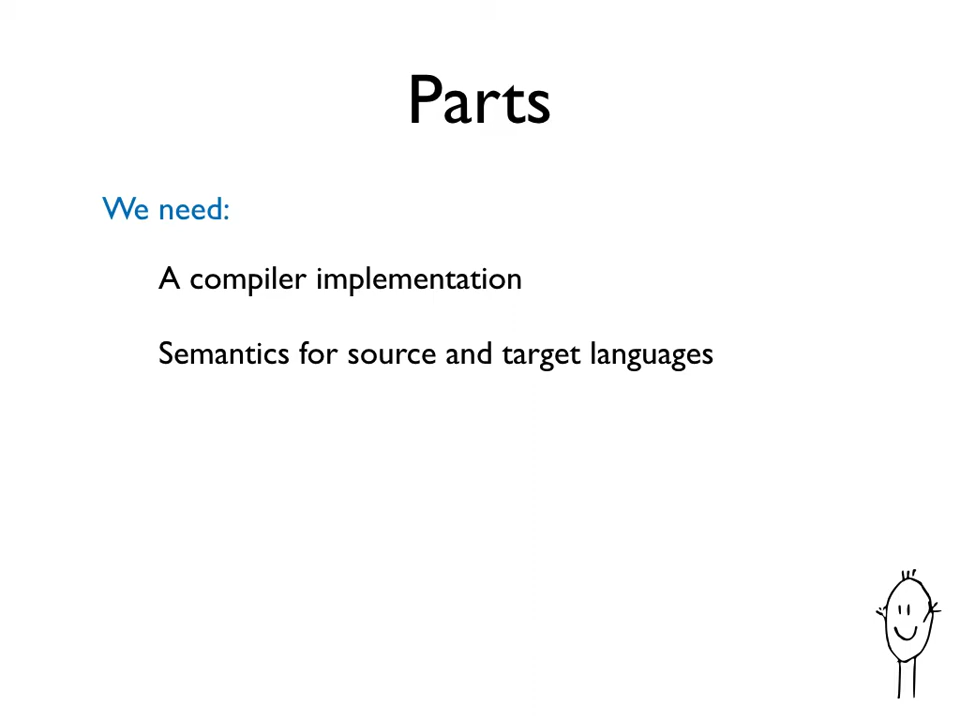 Parts
We need:
A compiler implementation
Semantics for source and target languages